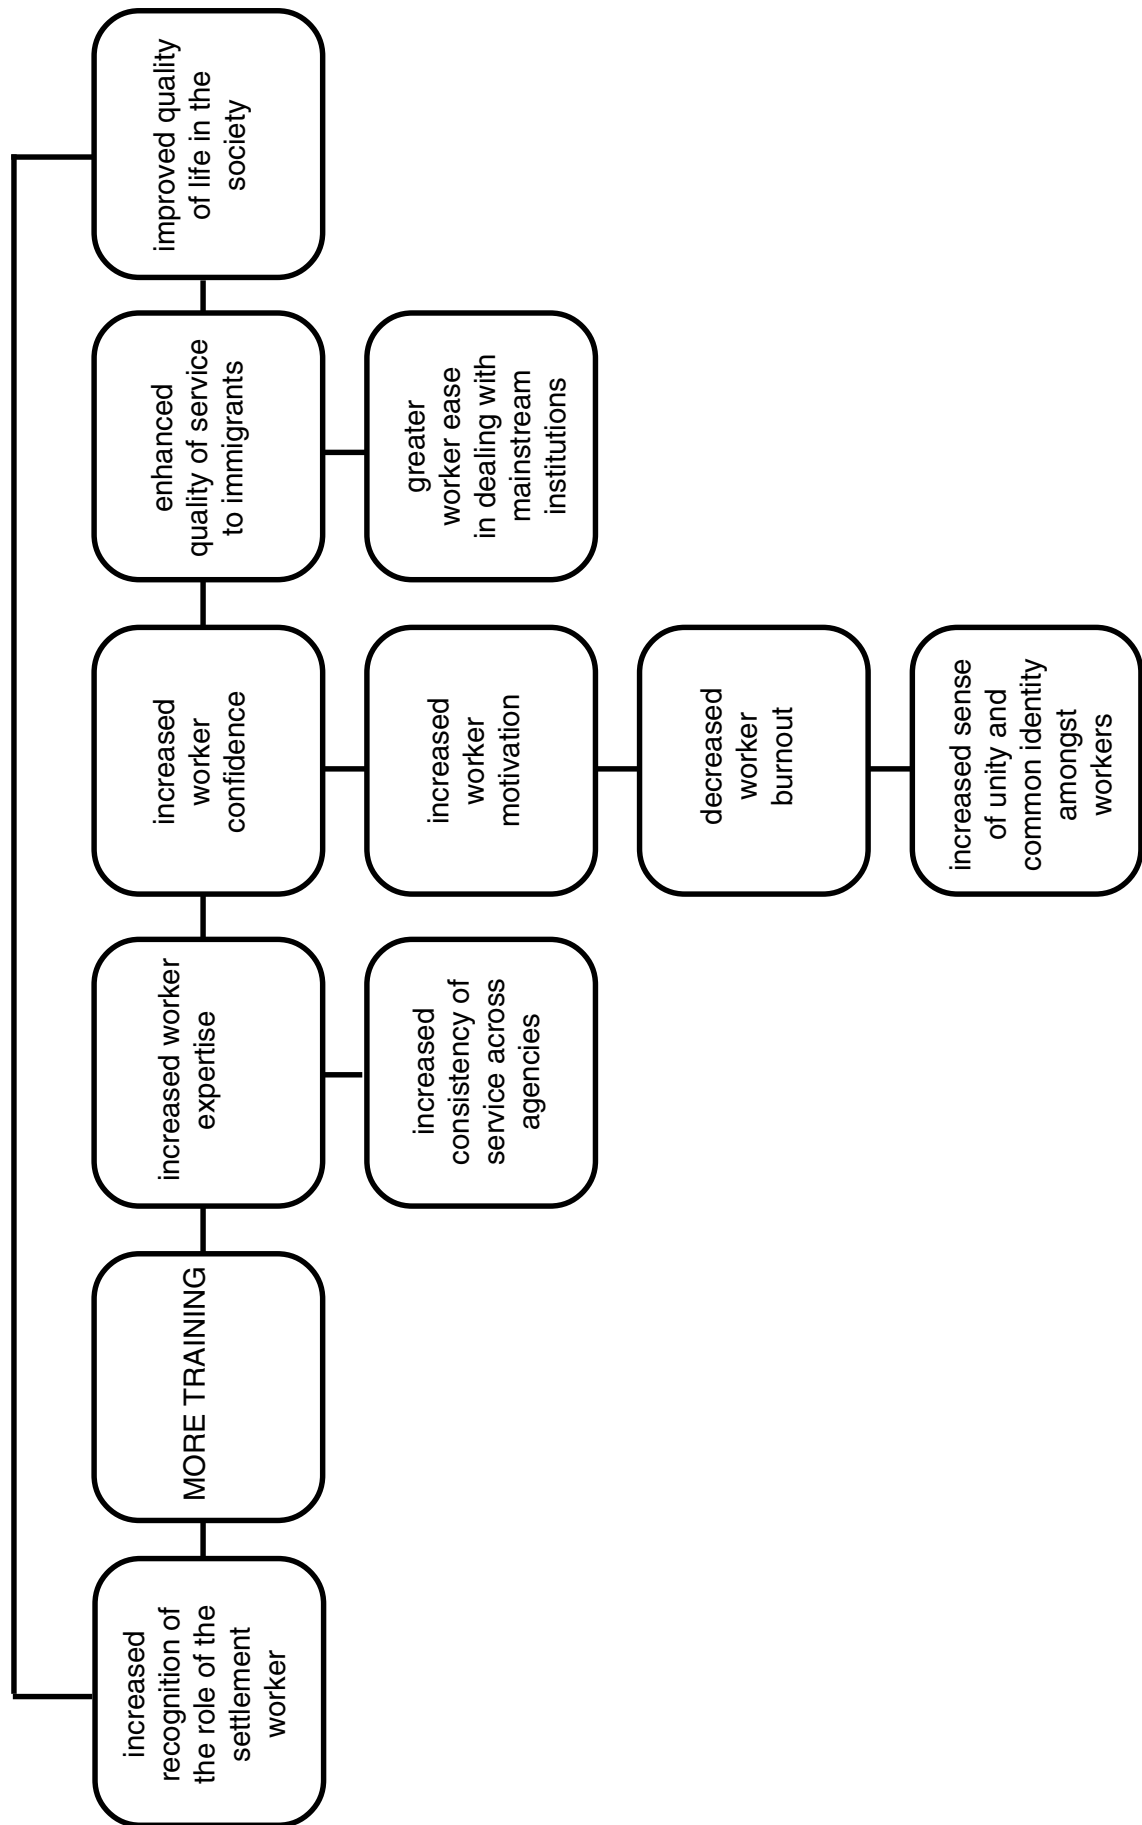 increased
recognition of
the role of the
settlement
worker
MORE TRAINING
increased worker
expertise
increased
worker
confidence
enhanced
quality of service
to immigrants
improved quality
of life in the
society
increased
consistency of
service across
agencies
increased
worker
motivation
greater
worker ease
in dealing with
mainstream
institutions
decreased
worker
burnout
increased sense
of unity and
common identity
amongst
workers